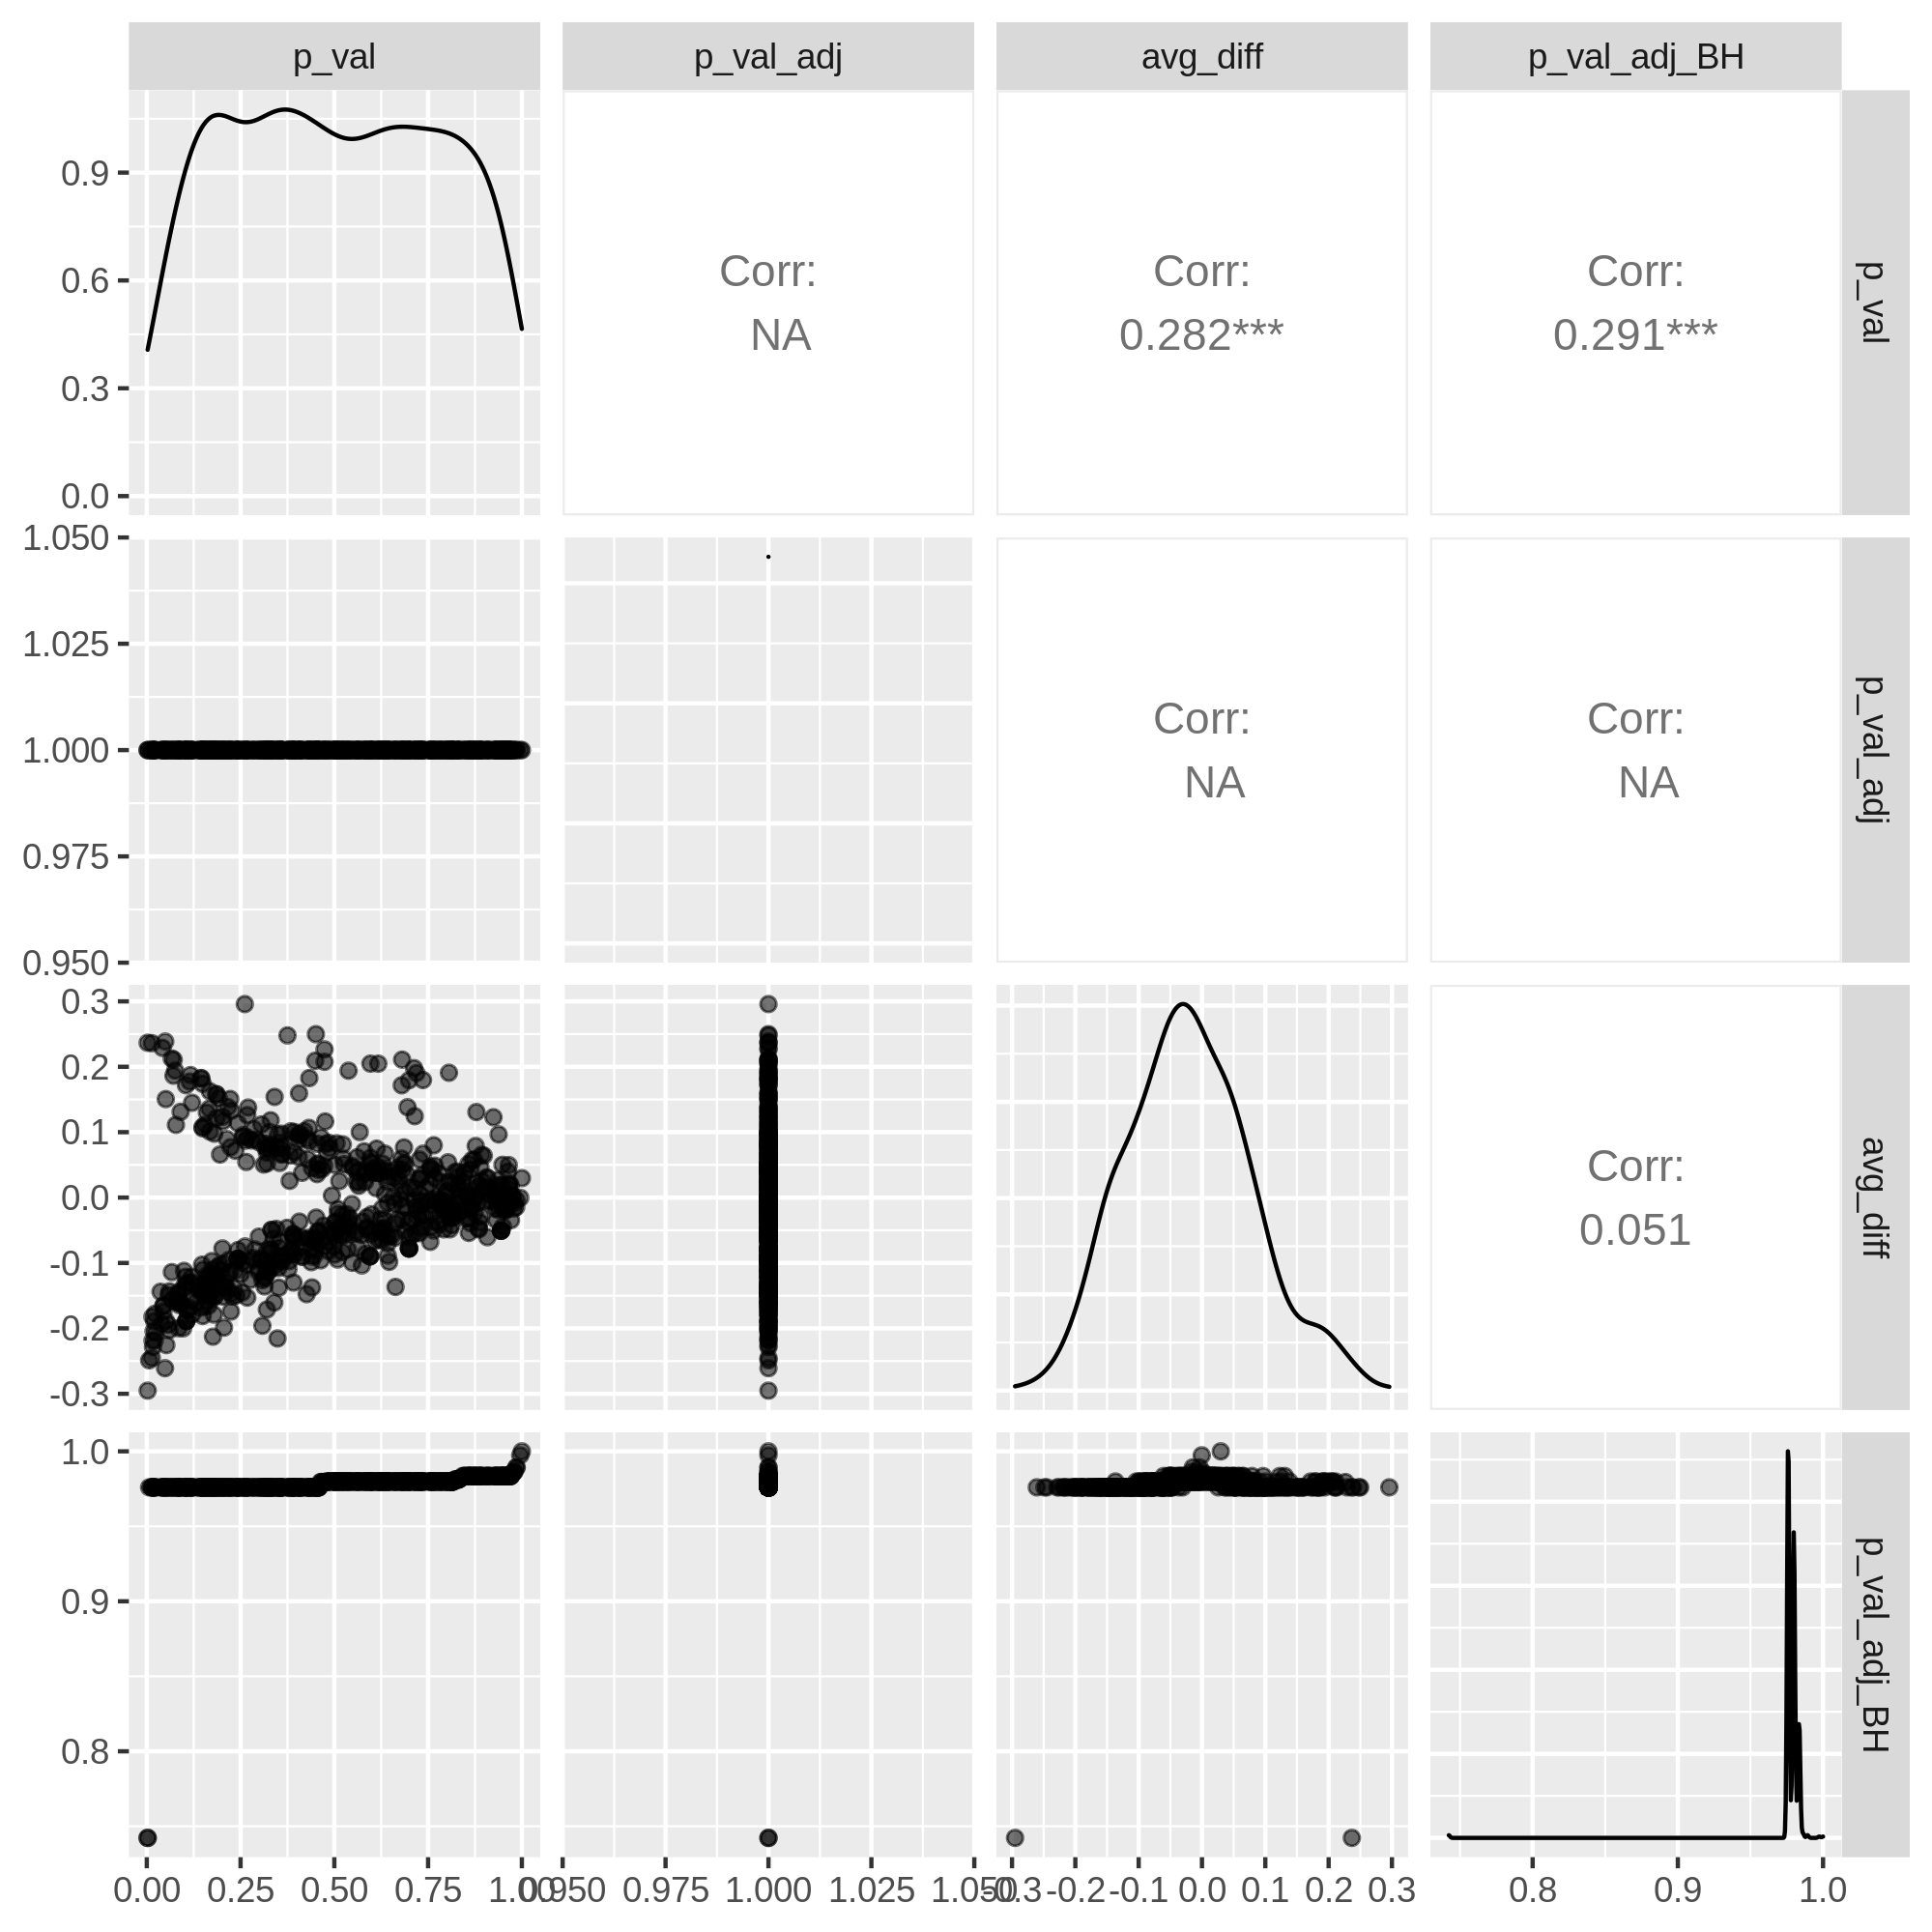 p_val p_val_adj avg_diff p_val_adj_BH
0.9
0.6
0.3
0.0
Corr:
NA
Corr:
0.282***
Corr:
0.291***
p_val
1.050
1.025
1.000
0.975
0.950
Corr:
NA
Corr:
NA
p_val_adj
0.3
0.2
0.1
0.0
-0.1
-0.2
-0.3
Corr:
0.051
avg_diff
1.0
0.9
0.8
p_val_adj_BH
0.00 0.25 0.50 0.75 1.00 0.950 0.975 1.000 1.025 1.050 -0.3 -0.2 -0.1 0.0 0.1 0.2 0.3 0.8 0.9 1.0